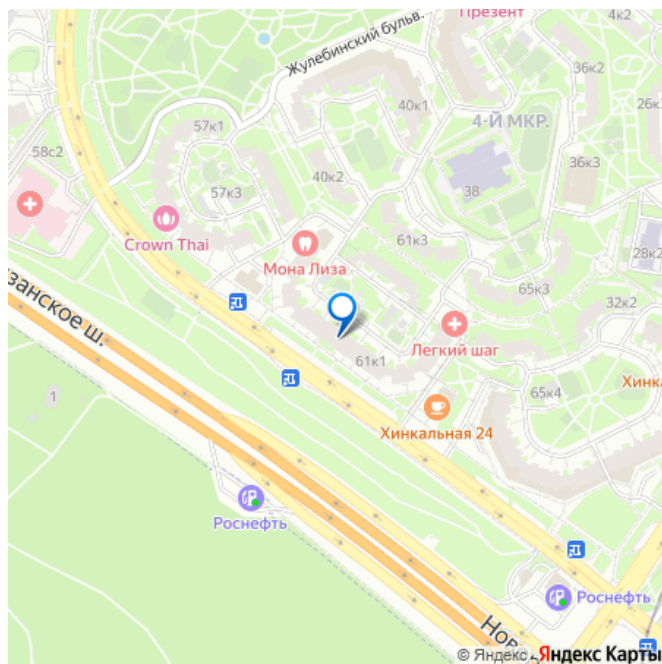 Презент
4к2
Жулебинский бульв.
36к2
40к1
26к3
57к1
4-Й МКР.
58с2
36к3
40к2
38
57к3
Crown Thai
61к3
28к2
Мона Лиза
65к3
32к2
занское ш.
Легкий шаг
61к1
65к4
Хинка
1
Хинкальная 24
Роснефть
Роснефть
Нов
© Яндекс
Яндекс Карты